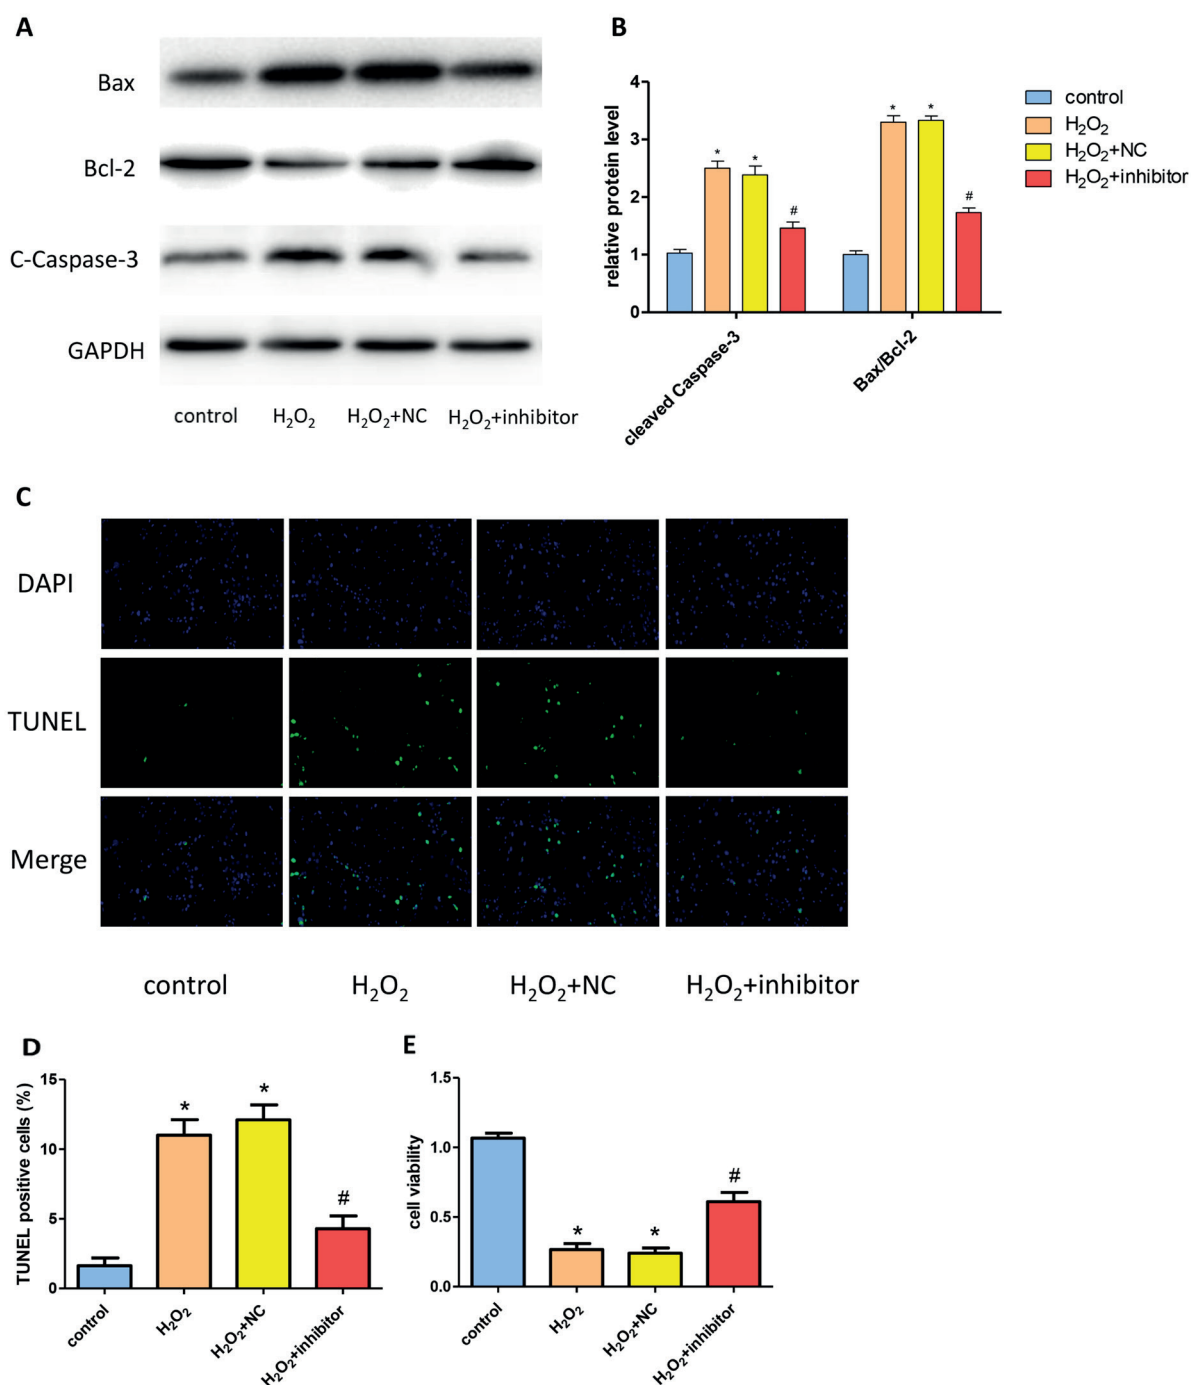 A
Bax
Bcl-2
C-Caspase-3
GAPDH
control H₂O₂ H₂O₂+NC H₂O₂+inhibitor
B
relative protein level
4
3
2
1
0
* * # * * #
cleaved Caspase-3 Bax/Bcl-2
control
H₂O₂
H₂O₂+NC
H₂O₂+inhibitor
C
DAPI
TUNEL
Merge
control H₂O₂ H₂O₂+NC H₂O₂+inhibitor
D
TUNEL positive cells (%)
15
10
5
0
* * #
control H₂O₂ H₂O₂+NC H₂O₂+inhibitor
E
cell viability
1.5
1.0
0.5
0.0
* * #
control H₂O₂ H₂O₂+NC H₂O₂+inhibitor